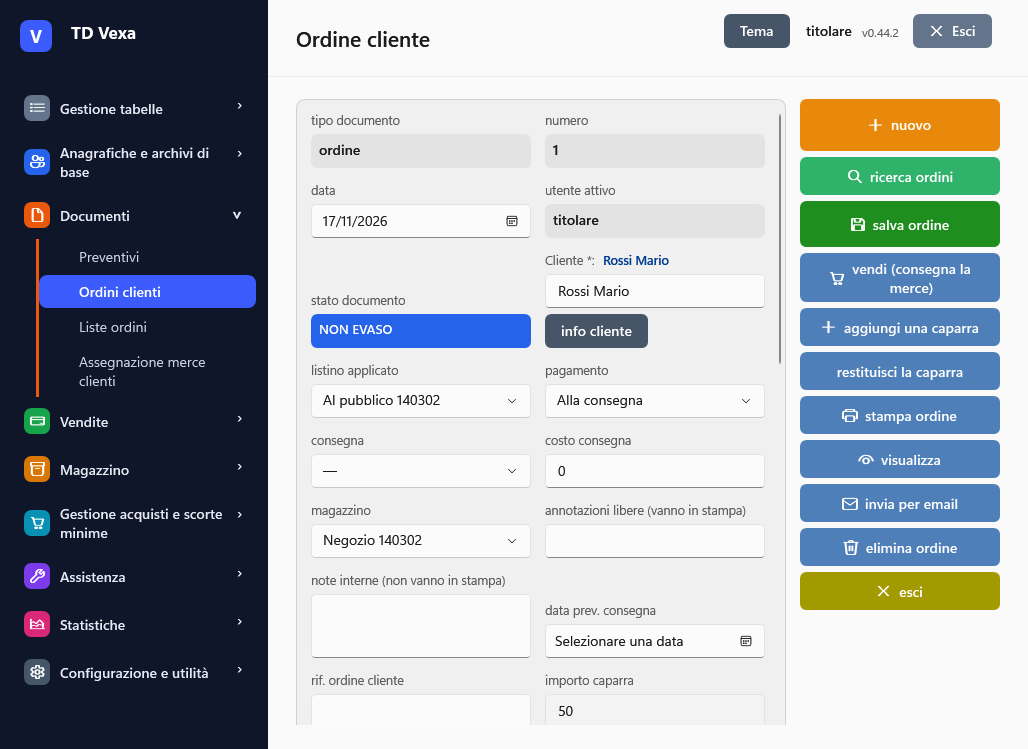 V
TD Vexa
Gestione tabelle
Anagrafiche e archivi di
base
Documenti
Preventivi
Ordini clienti
Liste ordini
Assegnazione merce
clienti
Vendite
Magazzino
Gestione acquisti e scorte
minime
Assistenza
Statistiche
Configurazione e utilità
Ordine cliente
Tema
titolare
v0.44.2
Esci
tipo documento
ordine
numero
1
data
17/11/2026
utente attivo
titolare
Cliente *: Rossi Mario
Rossi Mario
stato documento
NON EVASO
info cliente
listino applicato
Al pubblico 140302
pagamento
Alla consegna
consegna
—
costo consegna
0
magazzino
Negozio 140302
annotazioni libere (vanno in stampa)
note interne (non vanno in stampa)
data prev. consegna
Selezionare una data
rif. ordine cliente
importo caparra
50
nuovo
ricerca ordini
salva ordine
vendi (consegna la
merce)
aggiungi una caparra
restituisci la caparra
stampa ordine
visualizza
invia per email
elimina ordine
esci